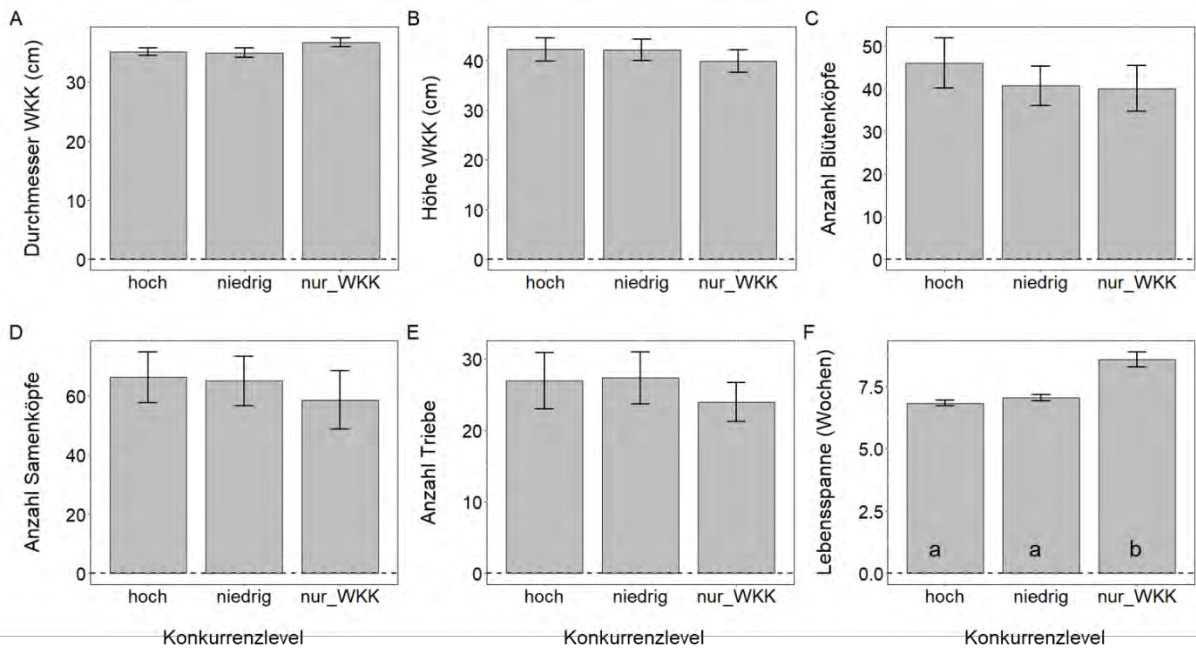 A
Durchmesser WKK (cm)
30
20
10
0
hoch niedrig nur_WKK
B
Höhe WKK (cm)
40
30
20
10
0
hoch niedrig nur_WKK
C
Anzahl Blütenköpfe
50
40
30
20
10
0
hoch niedrig nur_WKK
D
Anzahl Samenköpfe
60
40
20
0
hoch niedrig nur_WKK
Konkurrenzlevel
E
Anzahl Triebe
30
20
10
0
hoch niedrig nur_WKK
Konkurrenzlevel
F
Lebensspanne (Wochen)
7.5
5.0
2.5
0.0
a a b
hoch niedrig nur_WKK
Konkurrenzlevel